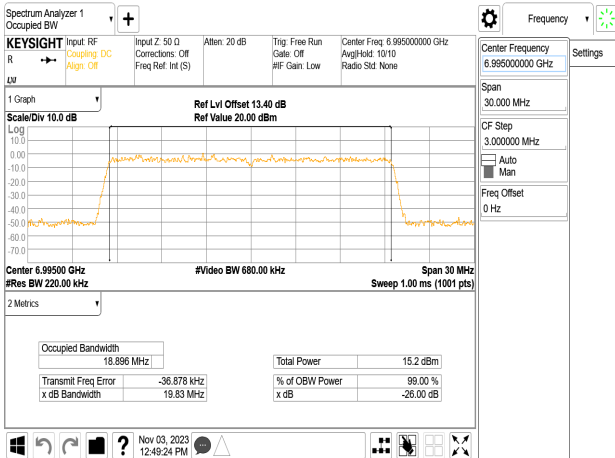 Spectrum Analyzer 1
Occupied BW
Frequency
KEYSIGHT
R
Input: RF
Coupling: DC
Align: Off
Input Z: 50 Ω
Corrections: Off
Freq Ref: Int (S)
Atten: 20 dB
Trig: Free Run
Gate: Off
#IF Gain: Low
Center Freq: 6.995000000 GHz
Avg|Hold: 10/10
Radio Std: None
Center Frequency
6.995000000 GHz
Settings
Span
30.000 MHz
CF Step
3.000000 MHz
Auto
Man
Freq Offset
0 Hz
1 Graph
Scale/Div 10.0 dB
Ref Lvl Offset 13.40 dB
Ref Value 20.00 dBm
Log
10.0
0.00
-10.0
-20.0
-30.0
-40.0
-50.0
-60.0
-70.0
Center 6.99500 GHz
#Res BW 220.00 kHz
#Video BW 680.00 kHz
Span 30 MHz
Sweep 1.00 ms (1001 pts)
2 Metrics
Occupied Bandwidth
18.896 MHz
Transmit Freq Error -36.878 kHz
x dB Bandwidth 19.83 MHz
Total Power 15.2 dBm
% of OBW Power 99.00 %
x dB -26.00 dB
Nov 03, 2023
12:49:24 PM